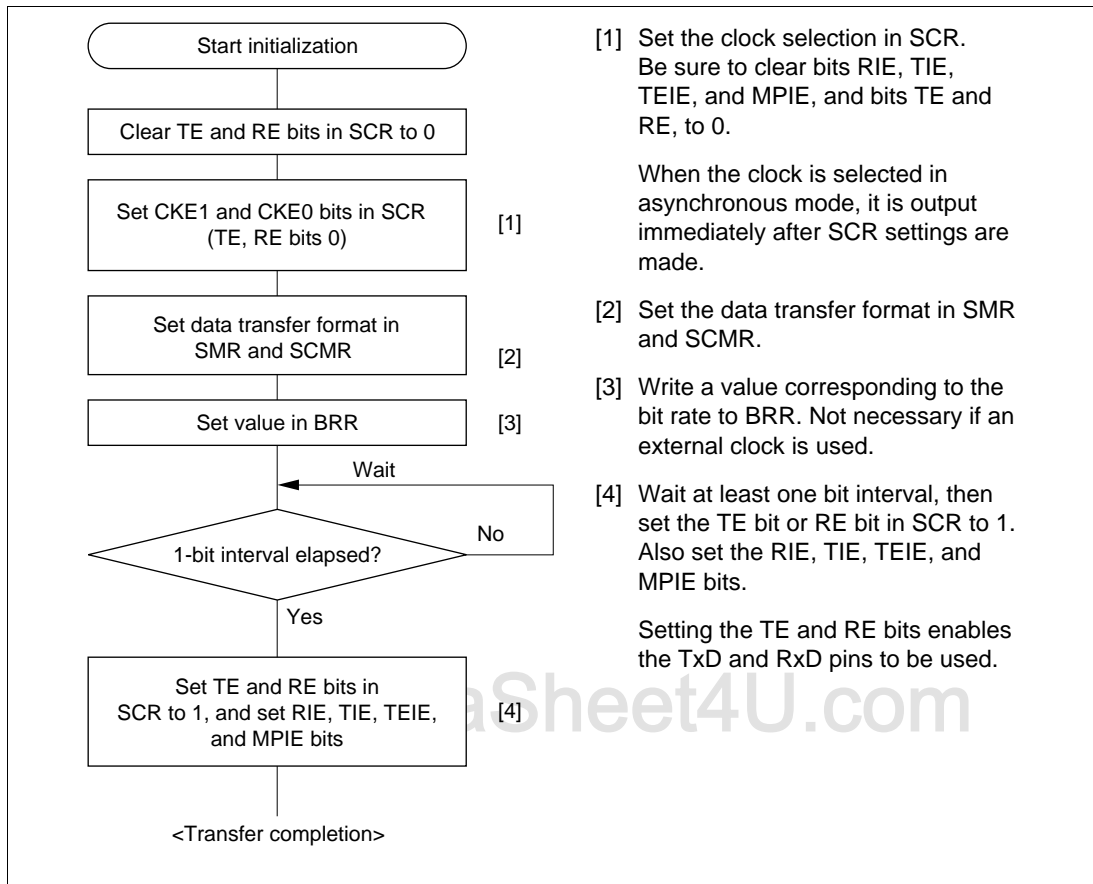 Start initialization
Clear TE and RE bits in SCR to 0
Set CKE1 and CKE0 bits in SCR
(TE, RE bits 0)
[1]
Set data transfer format in
SMR and SCMR
[2]
Set value in BRR
[3]
Wait
No
1-bit interval elapsed?
Yes
Set TE and RE bits in
SCR to 1, and set RIE, TIE, TEIE,
and MPIE bits
[4]
<Transfer completion>
[1] Set the clock selection in SCR.
Be sure to clear bits RIE, TIE,
TEIE, and MPIE, and bits TE and
RE, to 0.
When the clock is selected in
asynchronous mode, it is output
immediately after SCR settings are
made.
[2] Set the data transfer format in SMR
and SCMR.
[3] Write a value corresponding to the
bit rate to BRR. Not necessary if an
external clock is used.
[4] Wait at least one bit interval, then
set the TE bit or RE bit in SCR to 1.
Also set the RIE, TIE, TEIE, and
MPIE bits.
Setting the TE and RE bits enables
the TxD and RxD pins to be used.
aSheet4U.com